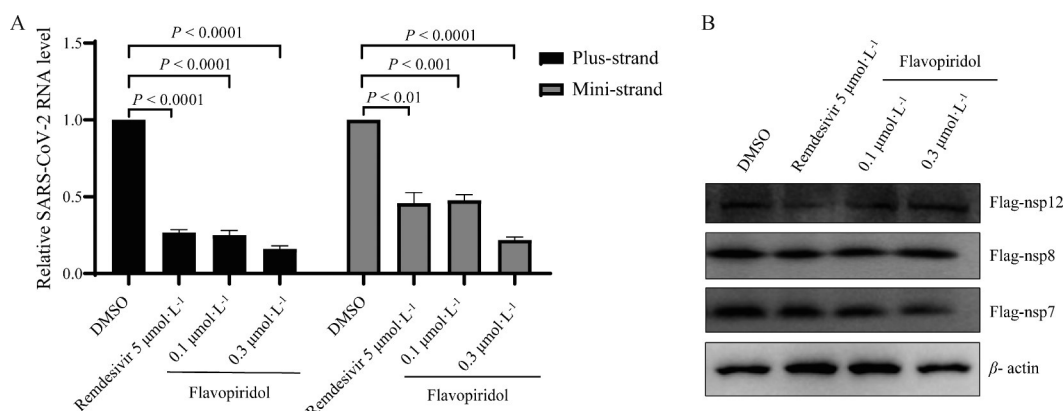 A
Relative SARS-CoV-2 RNA level
1.5
1.0
0.5
0.0
P < 0.0001
P < 0.0001
P < 0.0001
P < 0.0001
P < 0.001
P < 0.01
Plus-strand
Mini-strand
DMSO
Remdesivir 5 μmol·L⁻¹
0.1 μmol·L⁻¹
0.3 μmol·L⁻¹
Flavopiridol
DMSO
Remdesivir 5 μmol·L⁻¹
0.1 μmol·L⁻¹
0.3 μmol·L⁻¹
Flavopiridol
B
Flavopiridol
DMSO
Remdesivir 5 μmol·L⁻¹
0.1 μmol·L⁻¹
0.3 μmol·L⁻¹
Flag-nsp12
Flag-nsp8
Flag-nsp7
β- actin